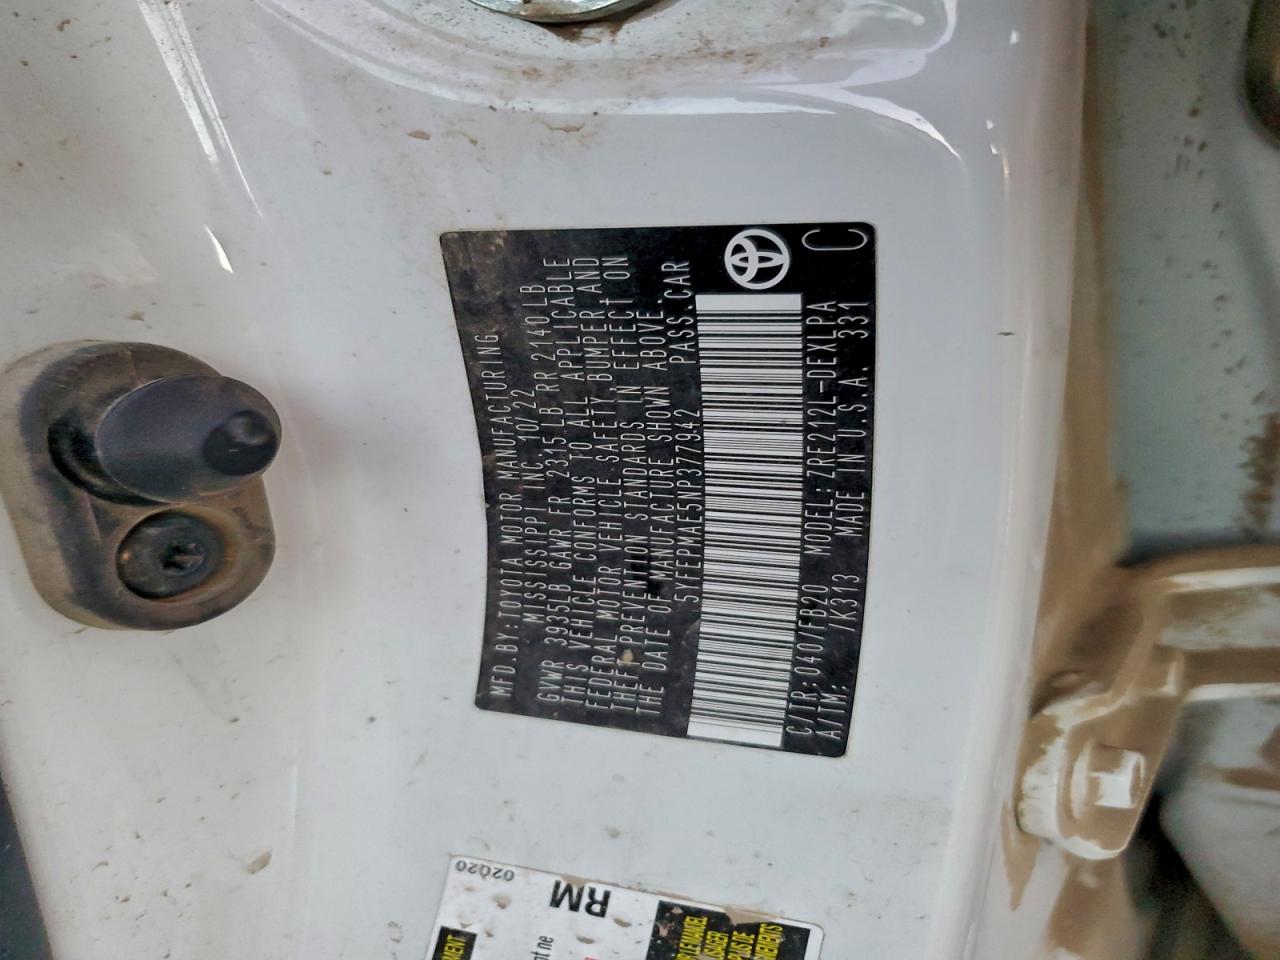 MFD.BY:TOYOTA MOTOR MANUFACTURING
MISSISSIPPI INC. 10/22
GVWR 3935LB GAWR FR 2315 LB RR 2140 LB
THIS VEHICLE CONFORMS TO ALL APPLICABLE
FEDERAL MOTOR VEHICLE SAFETY,BUMPER AND
THEFT PREVENTION STANDARDS IN EFFECT ON
THE DATE OF MANUFACTURE SHOWN ABOVE.
5YFEPMAE5NP377942 PASS.CAR
C/TR:040/FB20 MODEL:ZRE212L-DEXLPA
A/TM: /K313 MADE IN U.S.A. 331
C
02020
RM